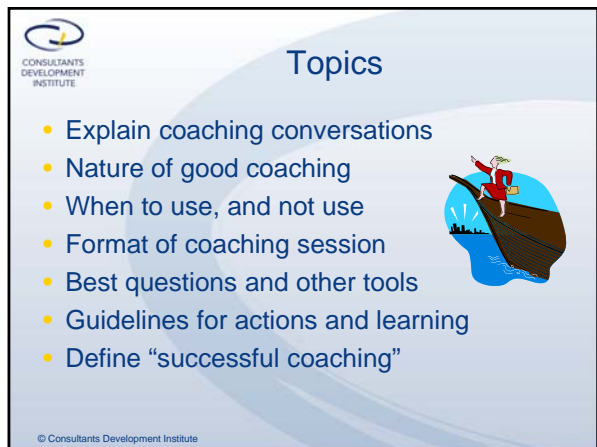 CONSULTANTS
DEVELOPMENT
INSTITUTE
Topics
• Explain coaching conversations
• Nature of good coaching
• When to use, and not use
• Format of coaching session
• Best questions and other tools
• Guidelines for actions and learning
• Define “successful coaching”
© Consultants Development Institute